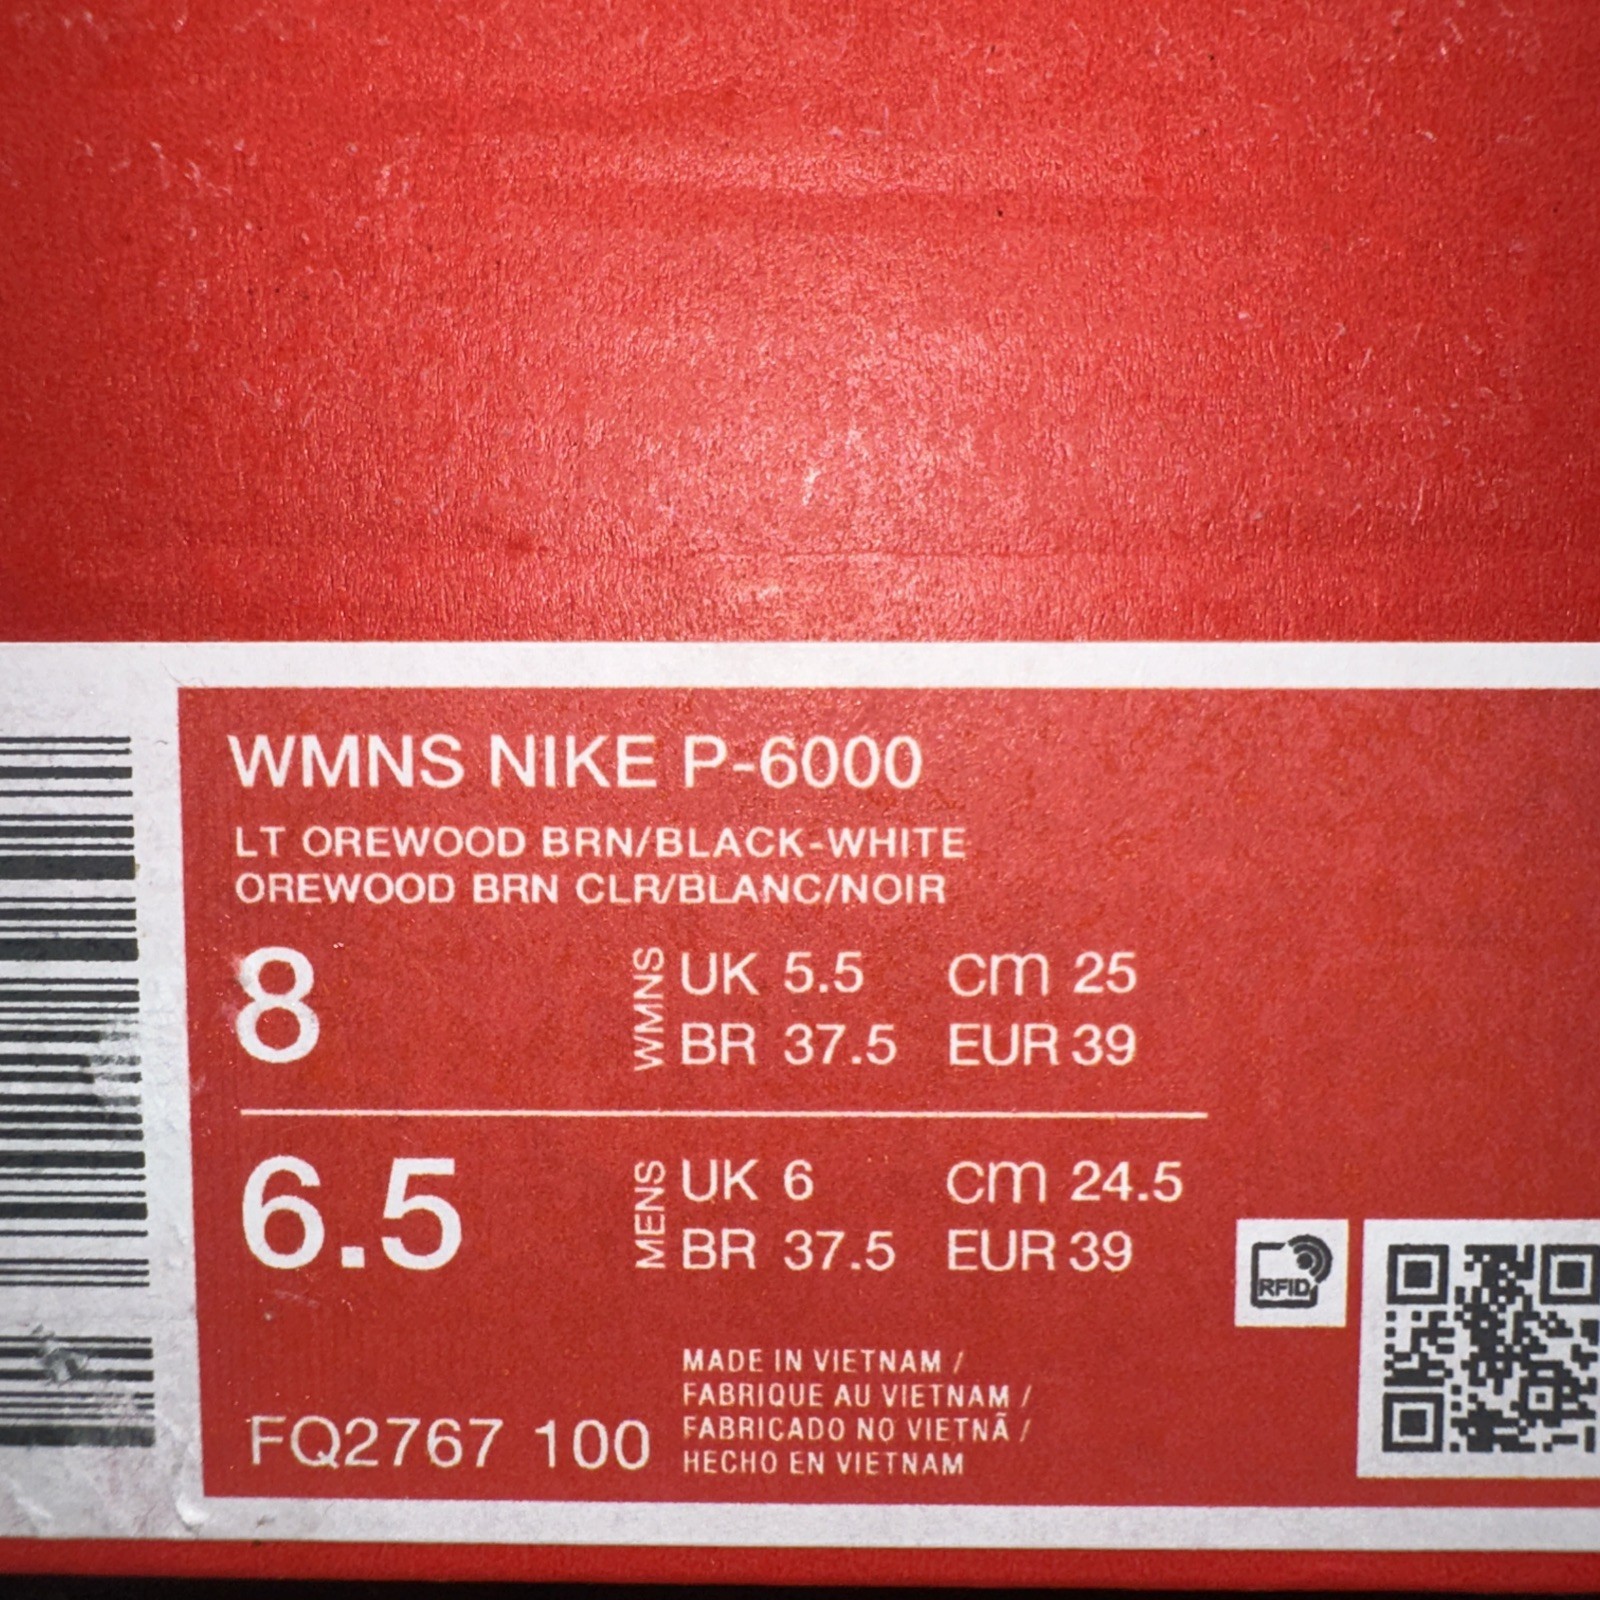 WMNS NIKE P-6000
LT OREWOOD BRN/BLACK-WHITE
OREWOOD BRN CLR/BLANC/NOIR
8
WMNS
UK 5.5 CM 25
BR 37.5 EUR 39
6.5
MENS
UK 6 CM 24.5
BR 37.5 EUR 39
RFID
FQ2767 100
MADE IN VIETNAM /
FABRIQUE AU VIETNAM /
FABRICADO NO VIETNÃ /
HECHO EN VIETNAM